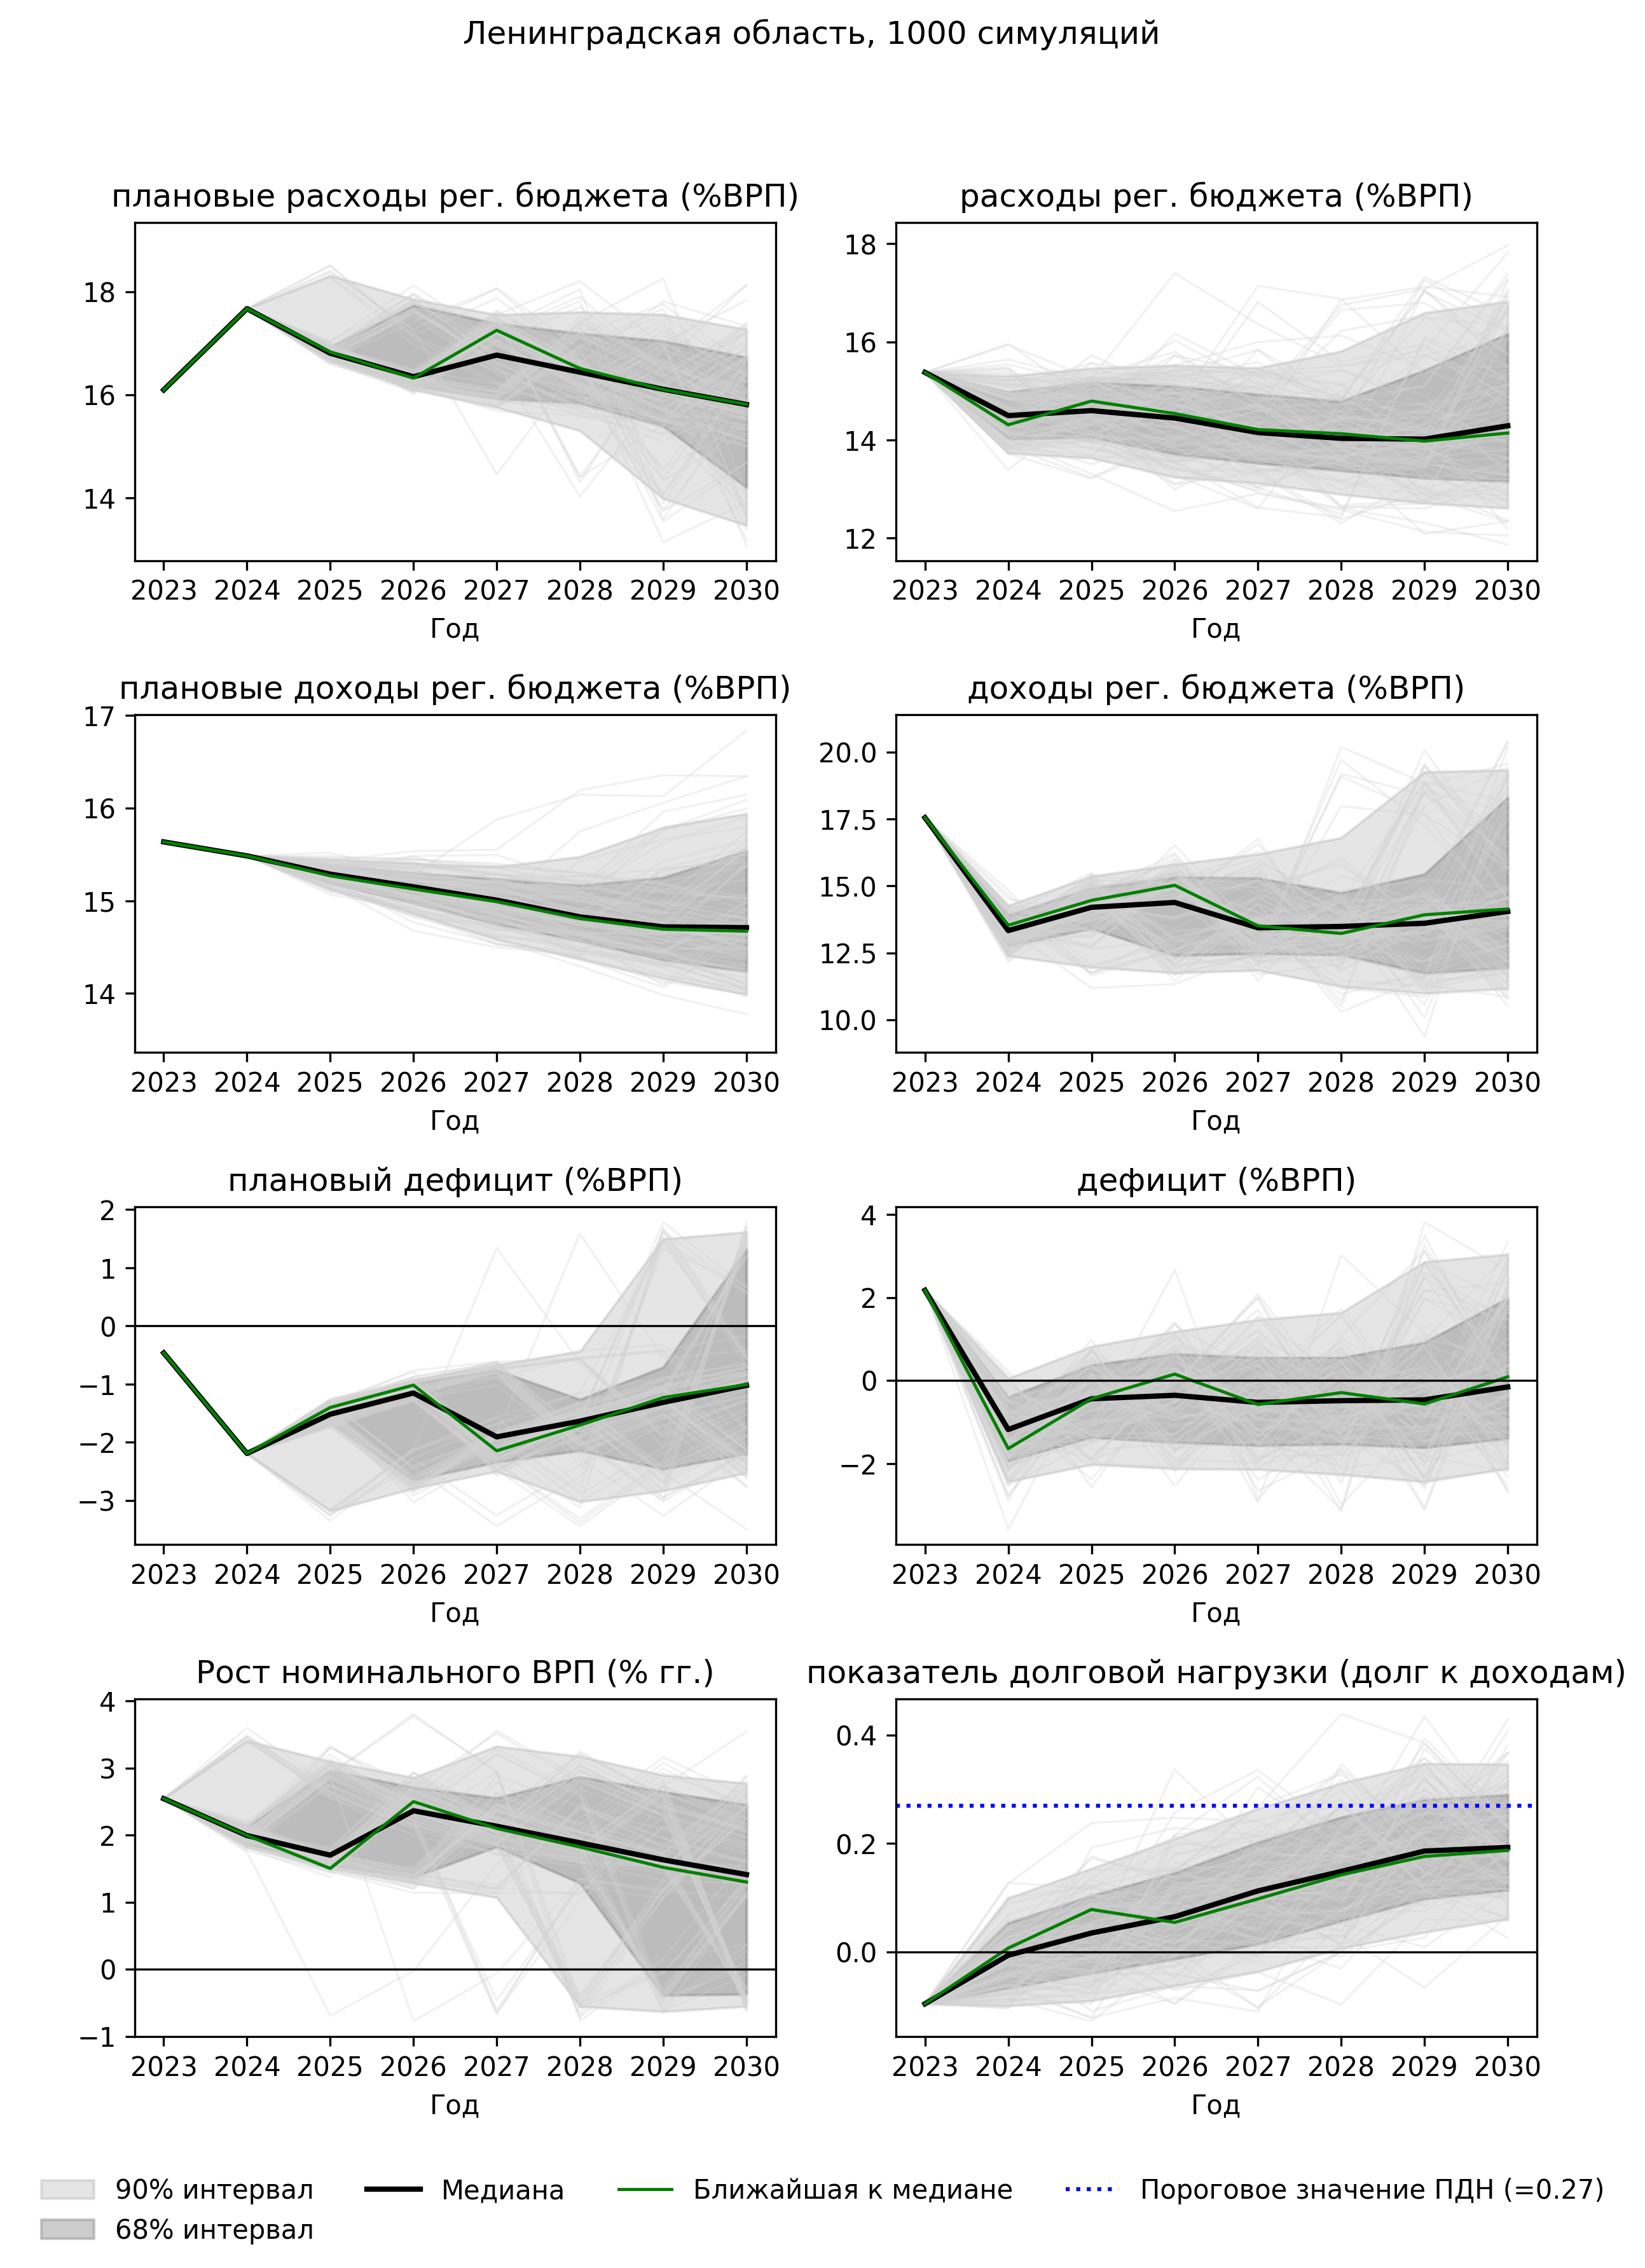 Ленинградская область, 1000 симуляций
плановые расходы рег. бюджета (%ВРП)
18
16
14
2023 2024 2025 2026 2027 2028 2029 2030
Год
расходы рег. бюджета (%ВРП)
18
16
14
12
2023 2024 2025 2026 2027 2028 2029 2030
Год
плановые доходы рег. бюджета (%ВРП)
17
16
15
14
2023 2024 2025 2026 2027 2028 2029 2030
Год
доходы рег. бюджета (%ВРП)
20.0
17.5
15.0
12.5
10.0
2023 2024 2025 2026 2027 2028 2029 2030
Год
плановый дефицит (%ВРП)
2
1
0
−1
−2
−3
2023 2024 2025 2026 2027 2028 2029 2030
Год
дефицит (%ВРП)
4
2
0
−2
2023 2024 2025 2026 2027 2028 2029 2030
Год
Рост номинального ВРП (% гг.)
4
3
2
1
0
−1
2023 2024 2025 2026 2027 2028 2029 2030
Год
показатель долговой нагрузки (долг к доходам)
0.4
0.2
0.0
2023 2024 2025 2026 2027 2028 2029 2030
Год
90% интервал
68% интервал
Медиана
Ближайшая к медиане
Пороговое значение ПДН (=0.27)